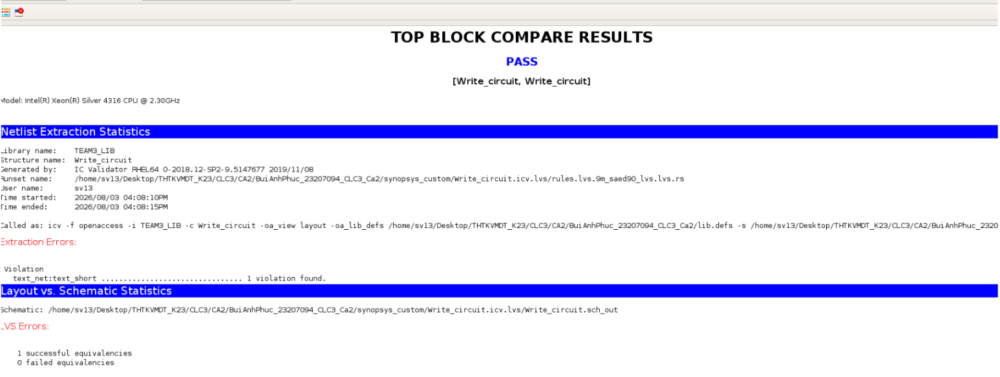 TOP BLOCK COMPARE RESULTS
PASS
[Write_circuit, Write_circuit]
Model: Intel(R) Xeon(R) Silver 4316 CPU @ 2.30GHz
Netlist Extraction Statistics
Library name: TEAM3_LIB
Structure name: Write_circuit
Generated by: IC Validator RHEL64 O-2018.12-SP2-9.5147677 2019/11/08
Runset name: /home/sv13/Desktop/THTKVMDT_K23/CLC3/CA2/BuiAnhPhuc_23207094_CLC3_Ca2/synopsys_custom/Write_circuit.icv.lvs/rules.lvs.9m_saed90_lvs.lvs.rs
User name: sv13
Time started: 2026/08/03 04:08:10PM
Time ended: 2026/08/03 04:08:15PM
Called as: icv -f openaccess -i TEAM3_LIB -c Write_circuit -oa_view layout -oa_lib_defs /home/sv13/Desktop/THTKVMDT_K23/CLC3/CA2/BuiAnhPhuc_23207094_CLC3_Ca2/lib.defs -s /home/sv13/Desktop/THTKVMDT_K23/CLC3/CA2/BuiAnhPhuc_2320
Extraction Errors:
Violation
text_net:text_short ................................ 1 violation found.
Layout vs. Schematic Statistics
Schematic: /home/sv13/Desktop/THTKVMDT_K23/CLC3/CA2/BuiAnhPhuc_23207094_CLC3_Ca2/synopsys_custom/Write_circuit.icv.lvs/Write_circuit.sch_out
LVS Errors:
1 successful equivalencies
0 failed equivalencies